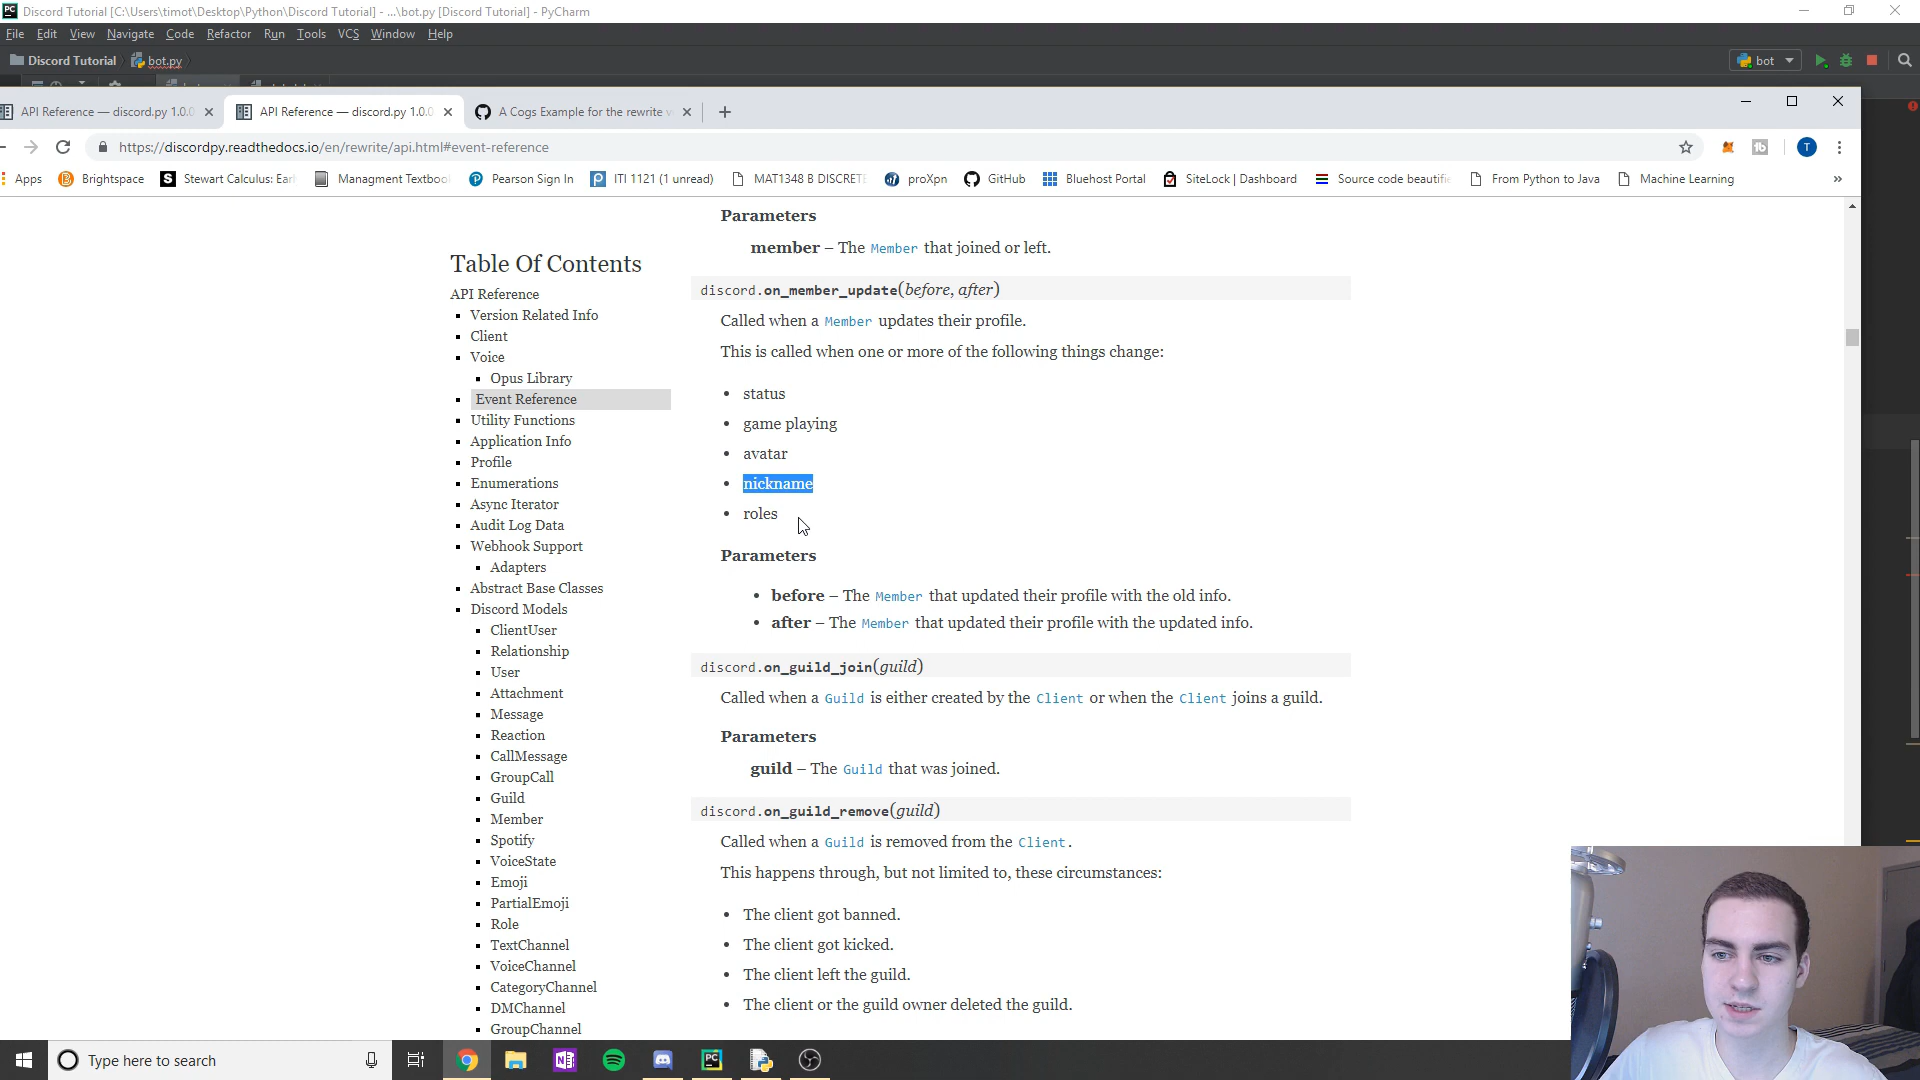 Discord Tutorial [C:\Users\timot\Desktop\Python\Discord Tutorial] - ...\bot.py [Discord Tutorial] - PyCharm
File Edit View Navigate Code Refactor Run Tools VCS Window Help
Discord Tutorial bot.py
bot
API Reference — discord.py 1.0.0
API Reference — discord.py 1.0.0
A Cogs Example for the rewrite
https://discordpy.readthedocs.io/en/rewrite/api.html#event-reference
T
Apps Brightspace Stewart Calculus: Earl Managment Textboo Pearson Sign In ITI 1121 (1 unread) MAT1348 B DISCRETE proXpn GitHub Bluehost Portal SiteLock | Dashboard Source code beautifi From Python to Java Machine Learning »
Table Of Contents
API Reference
Version Related Info
Client
Voice
Opus Library
Event Reference
Utility Functions
Application Info
Profile
Enumerations
Async Iterator
Audit Log Data
Webhook Support
Adapters
Abstract Base Classes
Discord Models
ClientUser
Relationship
User
Attachment
Message
Reaction
CallMessage
GroupCall
Guild
Member
Spotify
VoiceState
Emoji
PartialEmoji
Role
TextChannel
VoiceChannel
CategoryChannel
DMChannel
GroupChannel
Parameters
member – The Member that joined or left.
discord.on_member_update(before, after)
Called when a Member updates their profile.
This is called when one or more of the following things change:
• status
• game playing
• avatar
• nickname
• roles
Parameters
• before – The Member that updated their profile with the old info.
• after – The Member that updated their profile with the updated info.
discord.on_guild_join(guild)
Called when a Guild is either created by the Client or when the Client joins a guild.
Parameters
guild – The Guild that was joined.
discord.on_guild_remove(guild)
Called when a Guild is removed from the Client.
This happens through, but not limited to, these circumstances:
• The client got banned.
• The client got kicked.
• The client left the guild.
• The client or the guild owner deleted the guild.
Type here to search